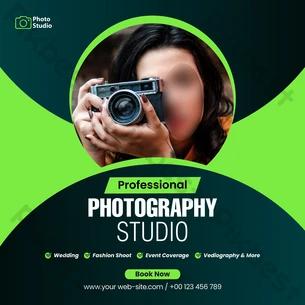 Photo
Studio
Professional
PHOTOGRAPHY
STUDIO
Wedding Fashion Shoot Event Coverage Vediography & More
Book Now
www.your web-site.com / +00 123 456 789